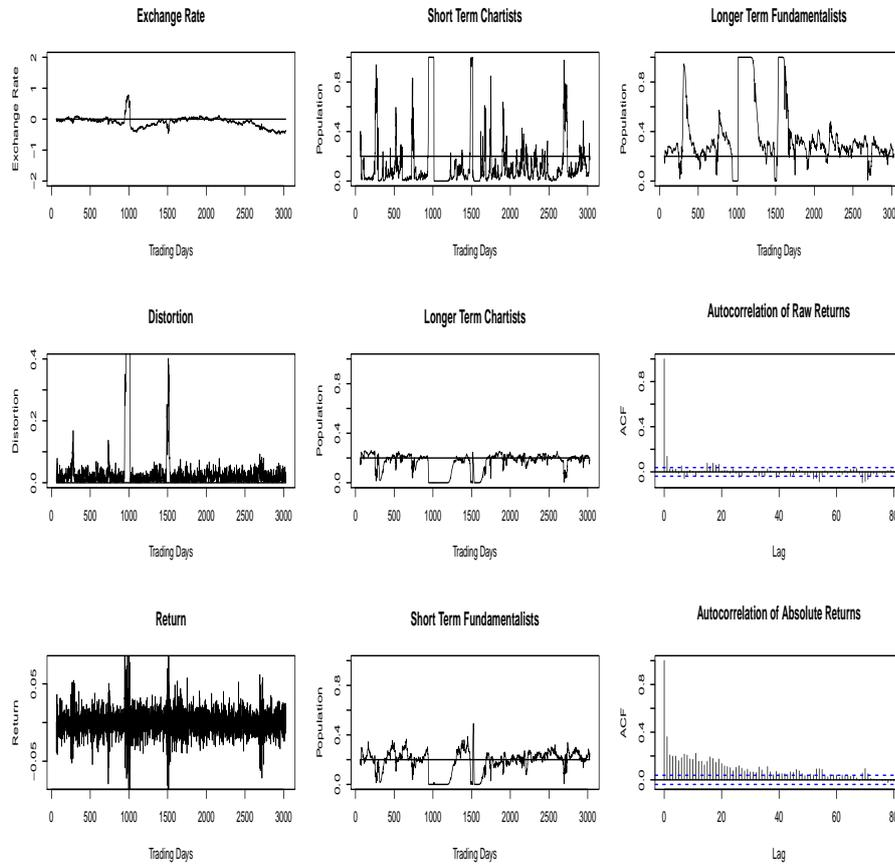 Exchange Rate
Exchange Rate
−2 −1 0 1 2
0 500 1000 1500 2000 2500 3000
Trading Days
Short Term Chartists
Population
0.0 0.4 0.8
0 500 1000 1500 2000 2500 3000
Trading Days
Longer Term Fundamentalists
Population
0.0 0.4 0.8
0 500 1000 1500 2000 2500 300
Trading Days
Distortion
Distortion
0.0 0.2 0.4
0 500 1000 1500 2000 2500 3000
Trading Days
Longer Term Chartists
Population
0.0 0.4 0.8
0 500 1000 1500 2000 2500 3000
Trading Days
Autocorrelation of Raw Returns
ACF
0.0 0.4 0.8
0 20 40 60 80
Lag
Return
Return
−0.05 0.05
0 500 1000 1500 2000 2500 3000
Trading Days
Short Term Fundamentalists
Population
0.0 0.4 0.8
0 500 1000 1500 2000 2500 3000
Trading Days
Autocorrelation of Absolute Returns
ACF
0.0 0.4 0.8
0 20 40 60 80
Lag